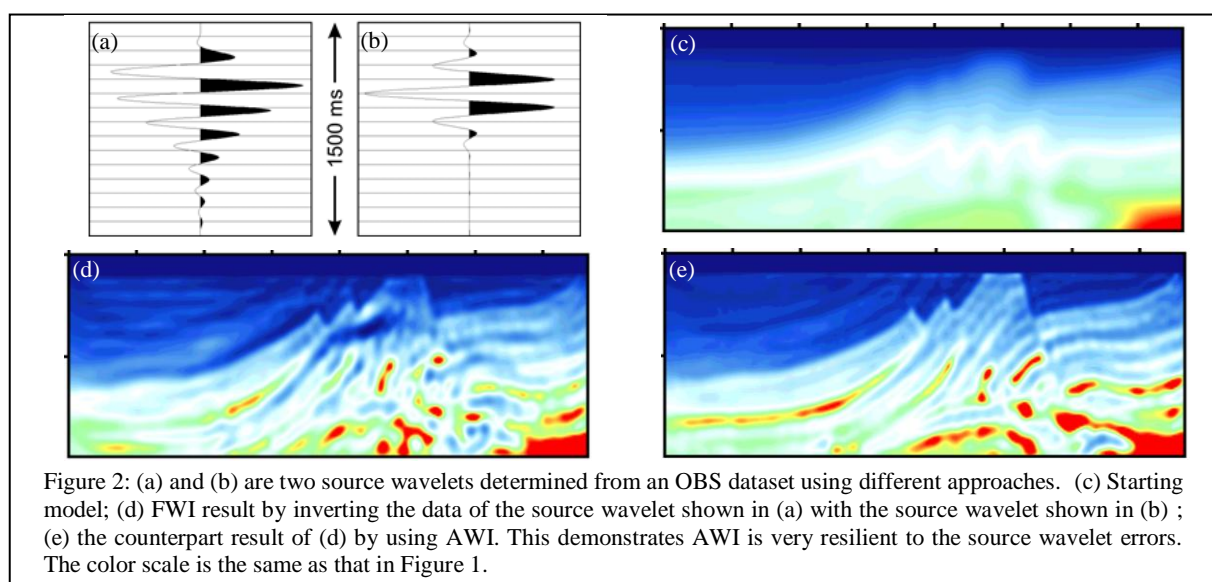 (a)
(b)
1500 ms
(c)
(d)
(e)
Figure 2: (a) and (b) are two source wavelets determined from an OBS dataset using different approaches. (c) Starting
model; (d) FWI result by inverting the data of the source wavelet shown in (a) with the source wavelet shown in (b) ;
(e) the counterpart result of (d) by using AWI. This demonstrates AWI is very resilient to the source wavelet errors.
The color scale is the same as that in Figure 1.